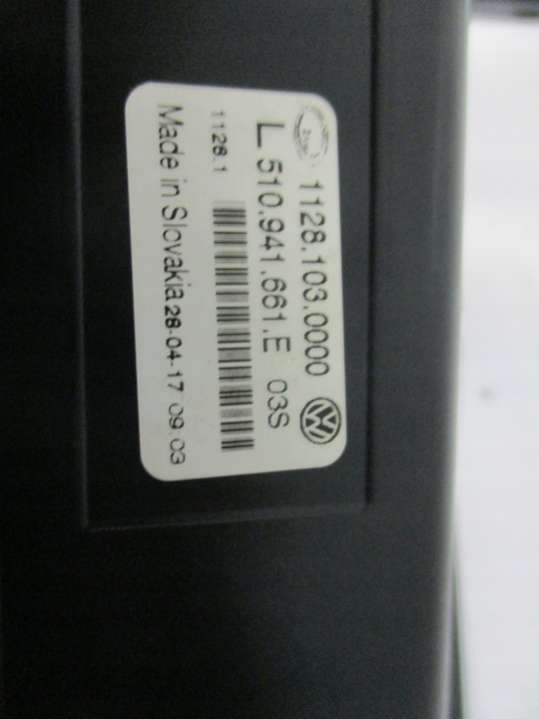 1128.103.0000
L 510.941.661.E 03S
1128.1
Made in Slovakia 28-04-17 09 03